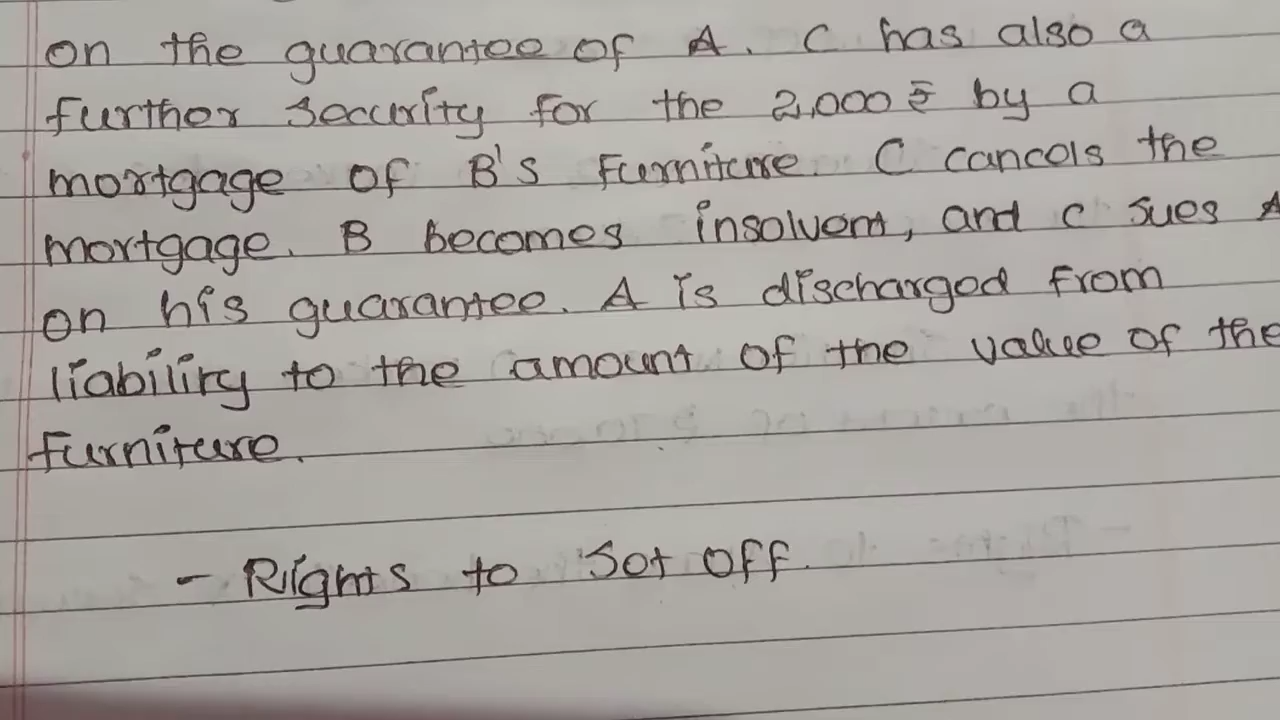 on the guarantee of A. C has also a
further security for the 2,000 ₹ by a
mortgage of B's Furniture. C cancels the
mortgage. B becomes insolvent, and C sues A
on his guarantee. A is discharged from
liability to the amount of the value of the
furniture.
- Rights to Set OFF.